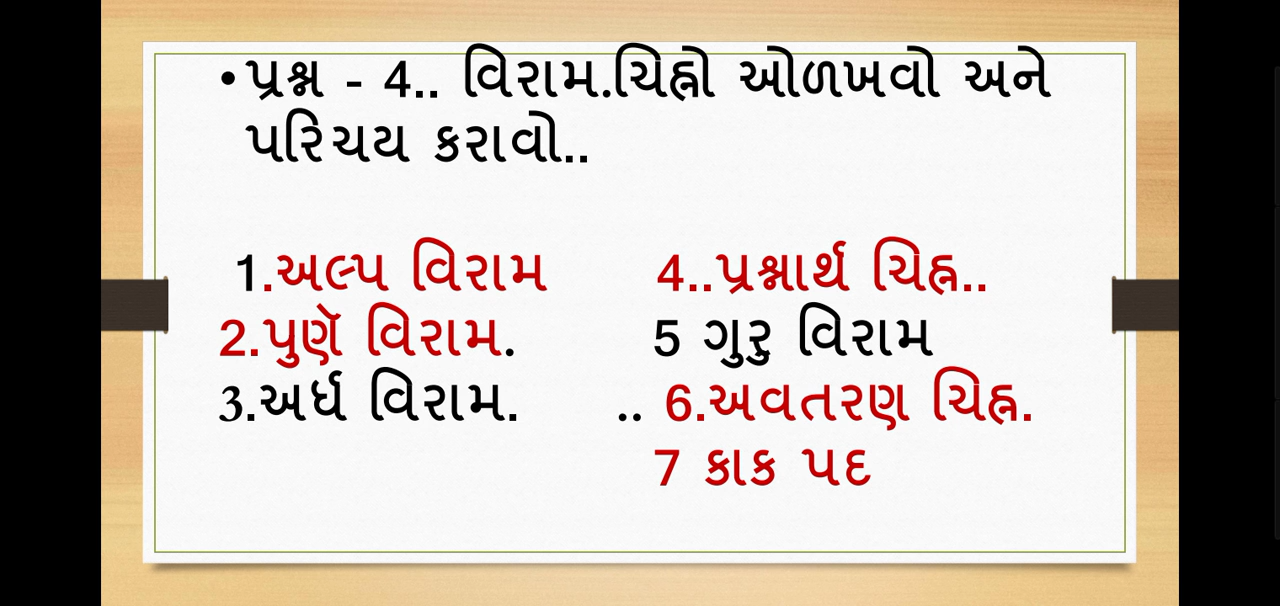 •પ્રશ્ન - 4.. વિરામ.ચિહ્નો ઓળખવો અને
પરિચય કરાવો..
1.અલ્પ વિરામ 4..પ્રશ્નાર્થ ચિહ્ન..
2.પુણૅ વિરામ. 5 ગુરુ વિરામ
3.અર્ધ વિરામ. .. 6.અવતરણ ચિહ્ન.
7 કાક પદ